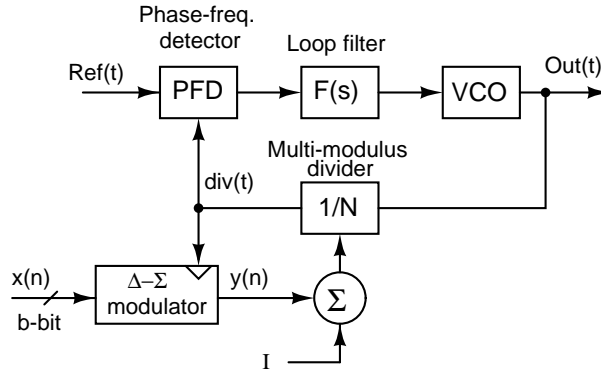 Phase-freq.
detector
Loop filter
Ref(t)
PFD
F(s)
VCO
Out(t)
Multi-modulus
divider
div(t)
1/N
x(n)
b-bit
Δ−Σ
modulator
y(n)
Σ
I